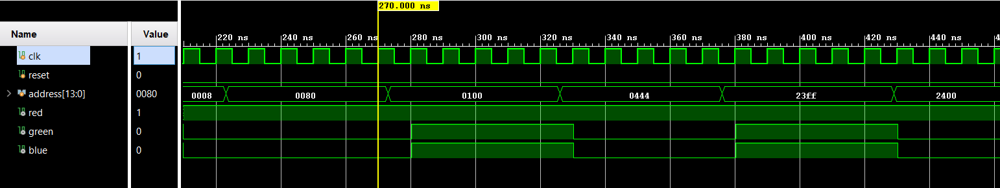 270.000 ns
Name Value
220 ns 240 ns 260 ns 280 ns 300 ns 320 ns 340 ns 360 ns 380 ns 400 ns 420 ns 440 ns
clk 1
reset 0
address[13:0] 0080 0008 0080 0100 0444 23ff 2400
red 1
green 0
blue 0